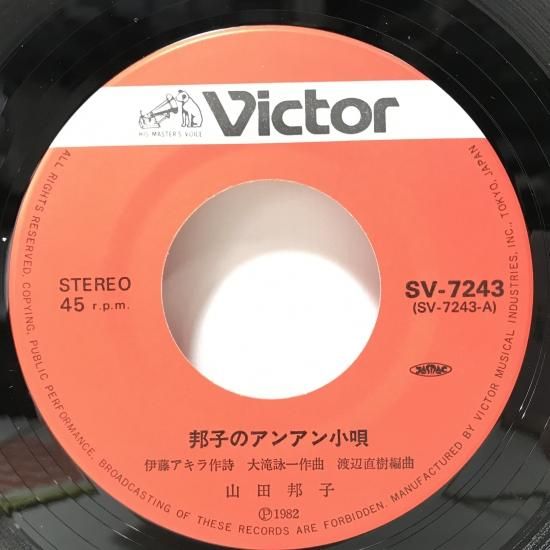 Victor
HIS MASTER'S VOICE
STEREO
45 r.p.m.
SV-7243
(SV-7243-A)
JASRAC
邦子のアンアン小唄
伊藤アキラ作詩 大滝詠一作曲 渡辺直樹編曲
山田邦子
Ⓟ1982
ALL RIGHTS RESERVED. COPYING, PUBLIC PERFORMANCE, BROADCASTING OF THESE RECORDS ARE FORBIDDEN. MANUFACTURED BY VICTOR MUSICAL INDUSTRIES, INC., TOKYO, JAPAN